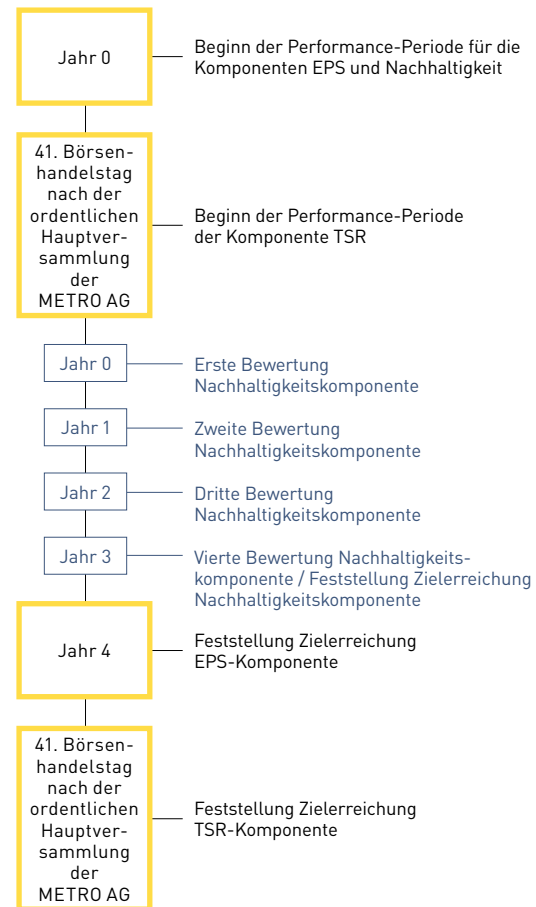 Jahr 0
Beginn der Performance-Periode für die
Komponenten EPS und Nachhaltigkeit
41. Börsen-
handelstag
nach der
ordentlichen
Hauptver-
sammlung
der
METRO AG
Beginn der Performance-Periode
der Komponente TSR
Jahr 0
Erste Bewertung
Nachhaltigkeitskomponente
Jahr 1
Zweite Bewertung
Nachhaltigkeitskomponente
Jahr 2
Dritte Bewertung
Nachhaltigkeitskomponente
Jahr 3
Vierte Bewertung Nachhaltigkeits-
komponente / Feststellung Zielerreichung
Nachhaltigkeitskomponente
Jahr 4
Feststellung Zielerreichung
EPS-Komponente
41. Börsen-
handelstag
nach der
ordentlichen
Hauptver-
sammlung
der
METRO AG
Feststellung Zielerreichung
TSR-Komponente